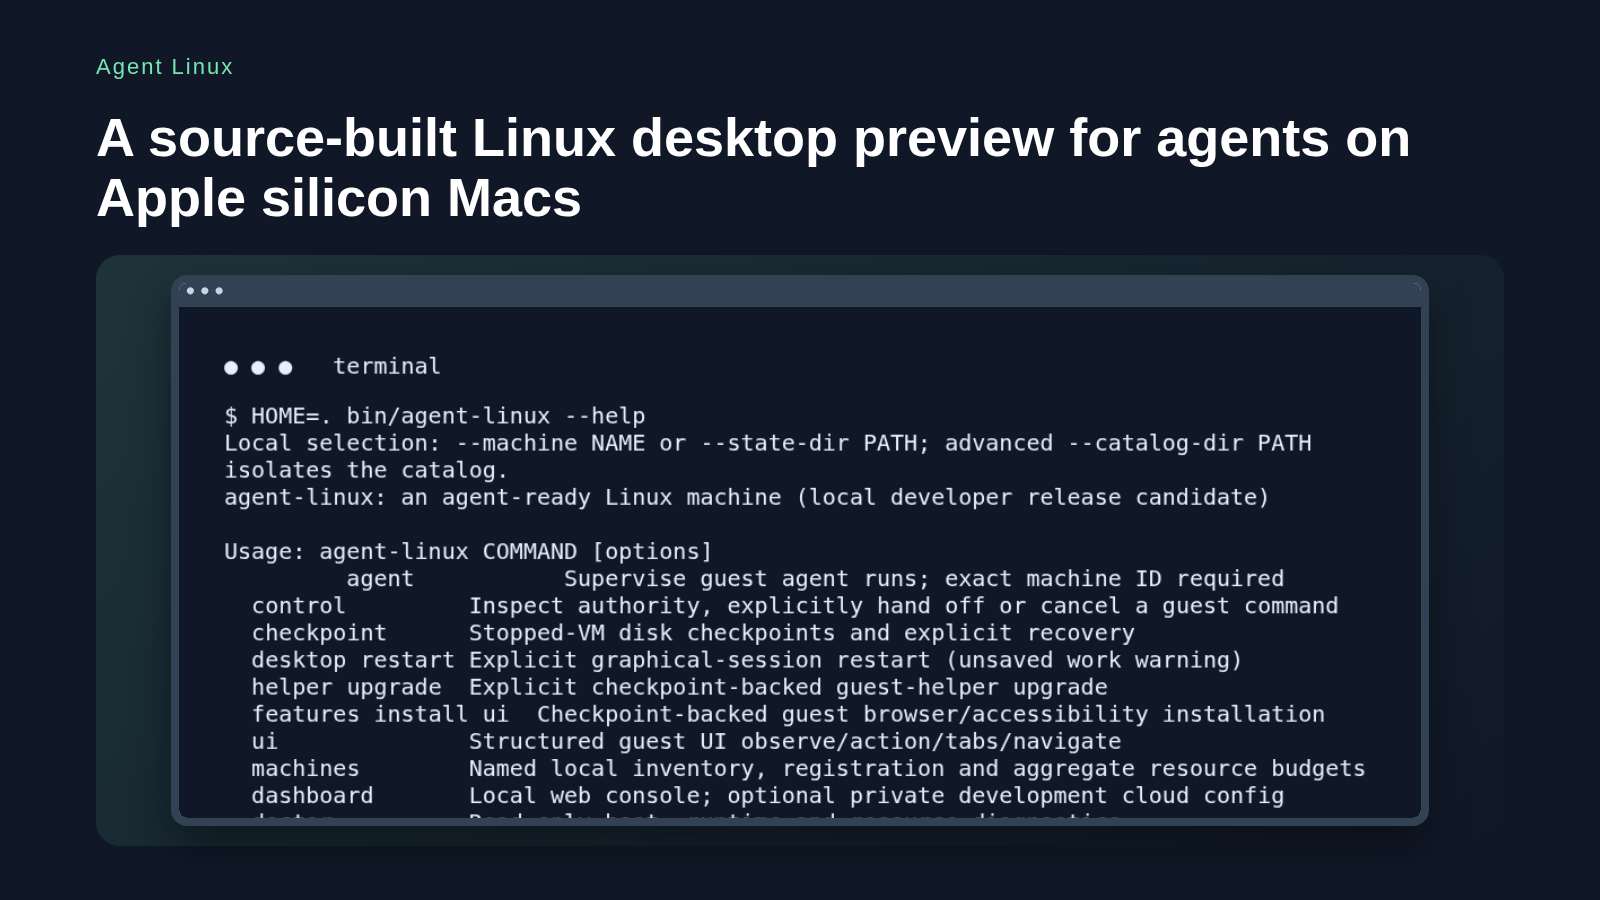 Agent Linux
A source-built Linux desktop preview for agents on
Apple silicon Macs
terminal
$ HOME=. bin/agent-linux --help
Local selection: --machine NAME or --state-dir PATH; advanced --catalog-dir PATH
isolates the catalog.
agent-linux: an agent-ready Linux machine (local developer release candidate)
Usage: agent-linux COMMAND [options]
agent Supervise guest agent runs; exact machine ID required
control Inspect authority, explicitly hand off or cancel a guest command
checkpoint Stopped-VM disk checkpoints and explicit recovery
desktop restart Explicit graphical-session restart (unsaved work warning)
helper upgrade Explicit checkpoint-backed guest-helper upgrade
features install ui Checkpoint-backed guest browser/accessibility installation
ui Structured guest UI observe/action/tabs/navigate
machines Named local inventory, registration and aggregate resource budgets
dashboard Local web console; optional private development cloud config